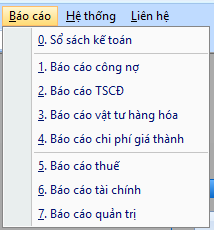 Báo cáo Hệ thống Liên hệ
0. Sổ sách kế toán
1. Báo cáo công nợ
2. Báo cáo TSCĐ
3. Báo cáo vật tư hàng hóa
4. Báo cáo chi phí giá thành
5. Báo cáo thuế
6. Báo cáo tài chính
7. Báo cáo quản trị